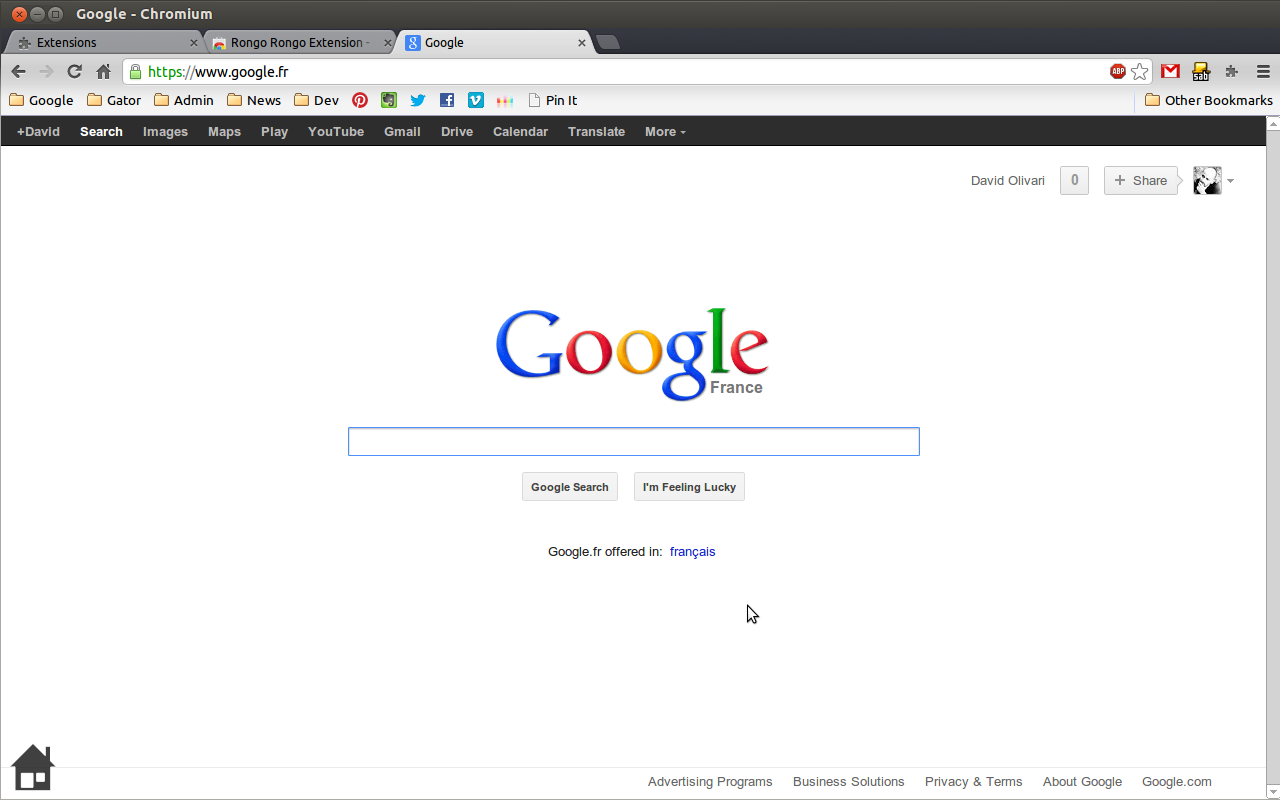 Google - Chromium
Extensions
Rongo Rongo Extension -
Google
https://www.google.fr
ABP
sab
Google Gator Admin News Dev Pin It Other Bookmarks
+David Search Images Maps Play YouTube Gmail Drive Calendar Translate More
David Olivari 0 + Share
Google
France
Google Search I'm Feeling Lucky
Google.fr offered in: français
Advertising Programs Business Solutions Privacy & Terms About Google Google.com